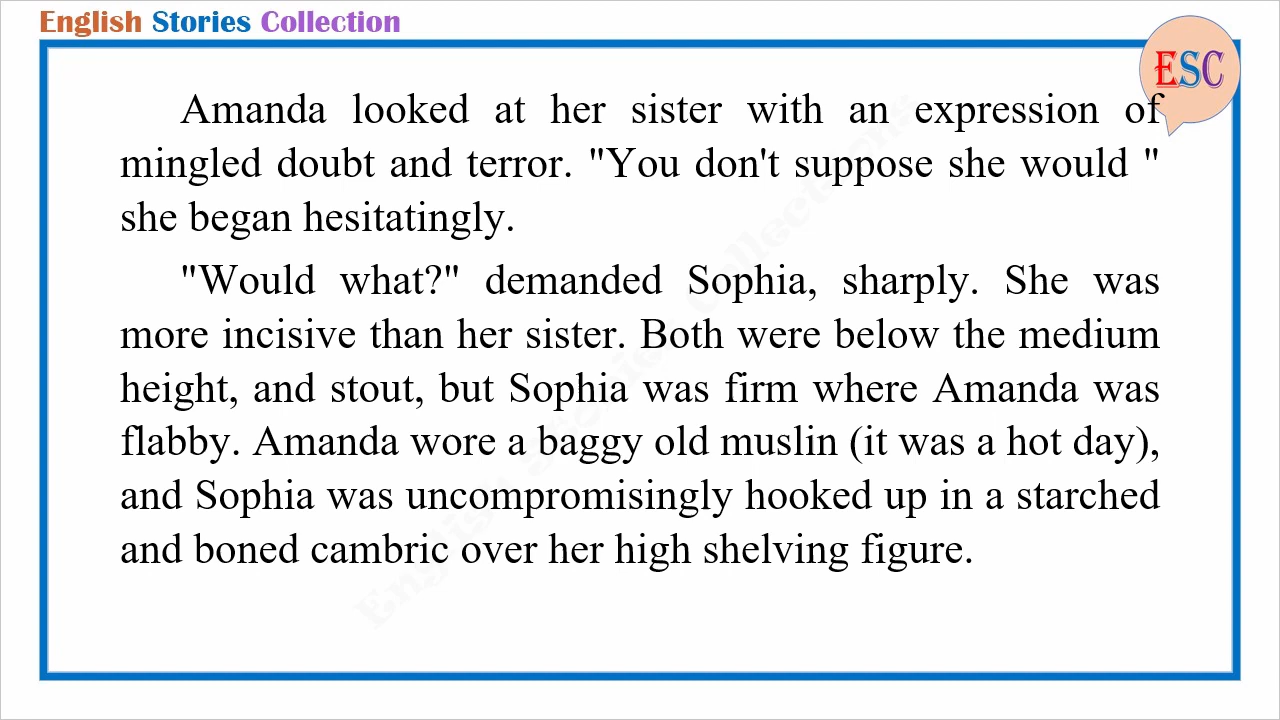 English Stories Collection
ESC
Amanda looked at her sister with an expression of
mingled doubt and terror. "You don't suppose she would "
she began hesitatingly.
"Would what?" demanded Sophia, sharply. She was
more incisive than her sister. Both were below the medium
height, and stout, but Sophia was firm where Amanda was
flabby. Amanda wore a baggy old muslin (it was a hot day),
and Sophia was uncompromisingly hooked up in a starched
and boned cambric over her high shelving figure.
English Stories Collections